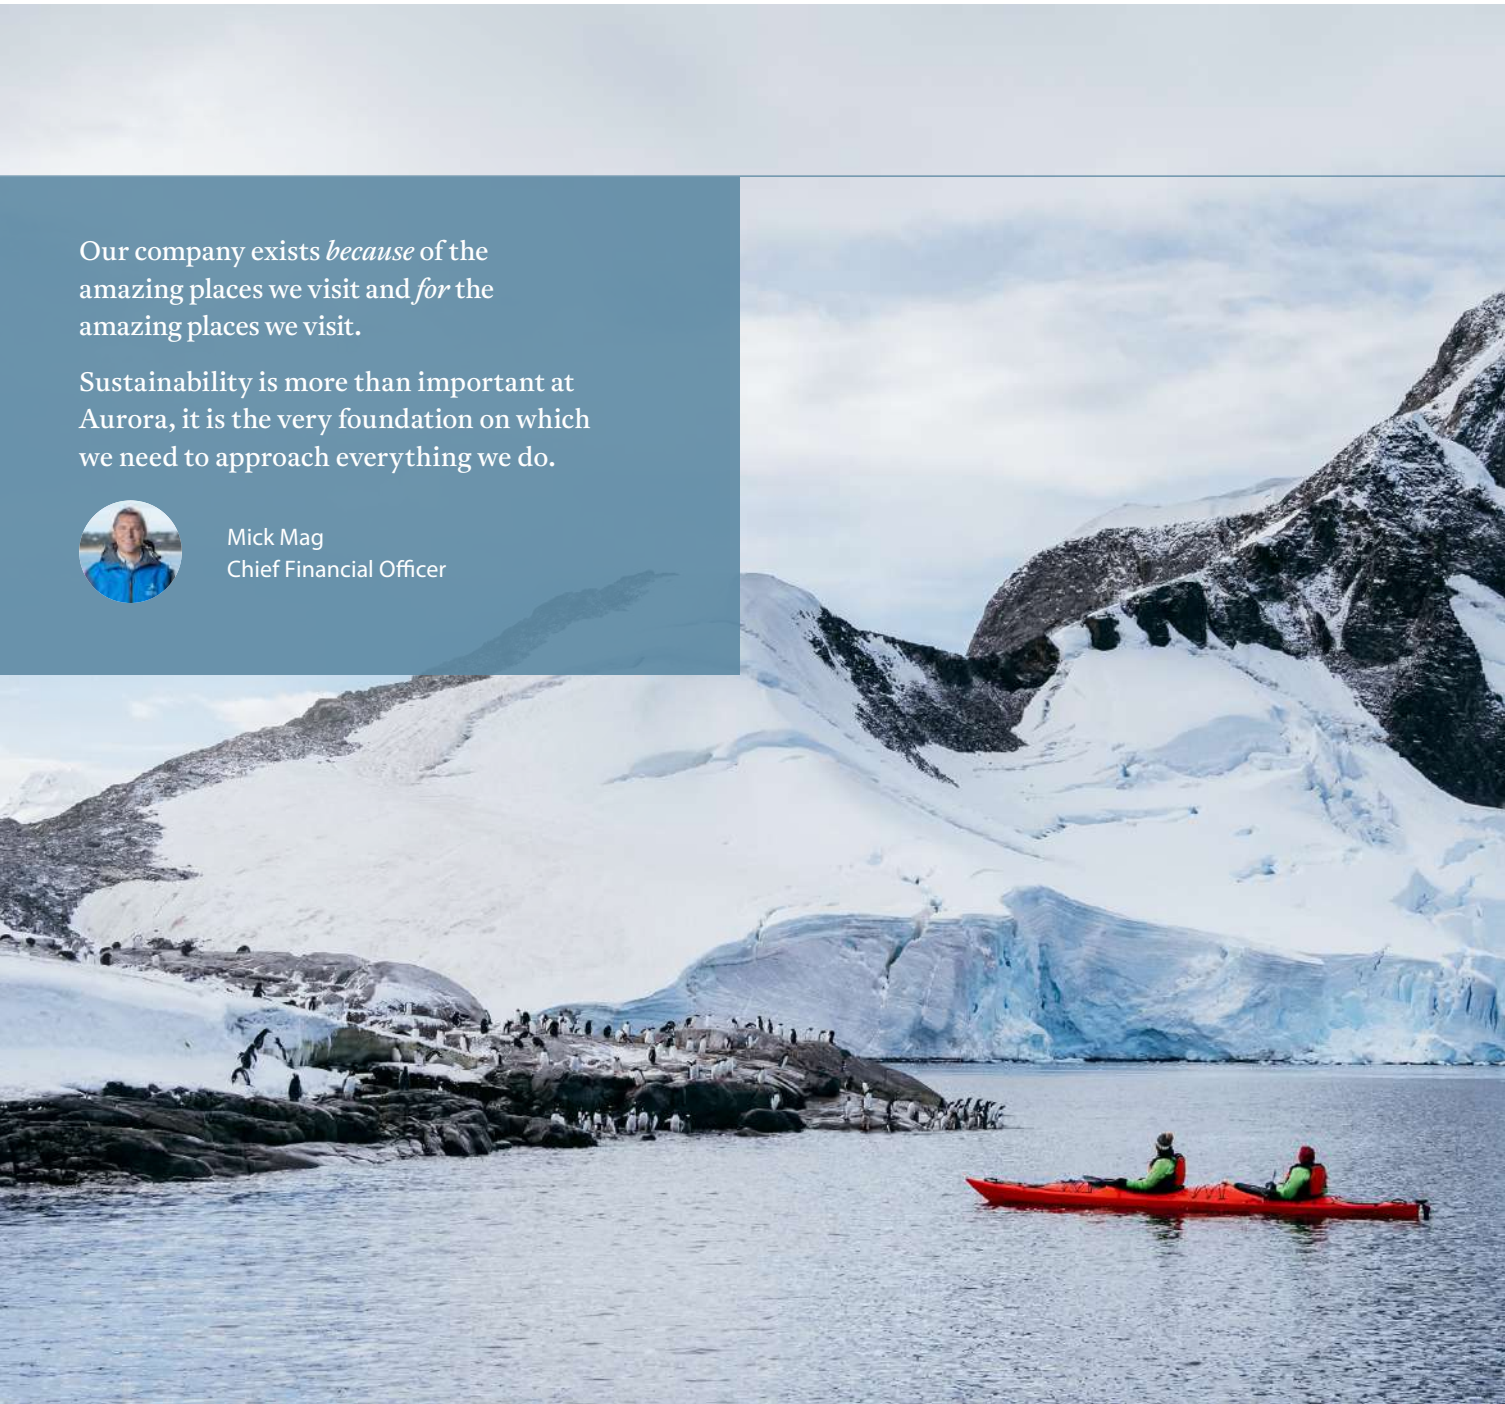 Our company exists because of the
amazing places we visit and for the
amazing places we visit.
Sustainability is more than important at
Aurora, it is the very foundation on which
we need to approach everything we do.
Mick Mag
Chief Financial Officer